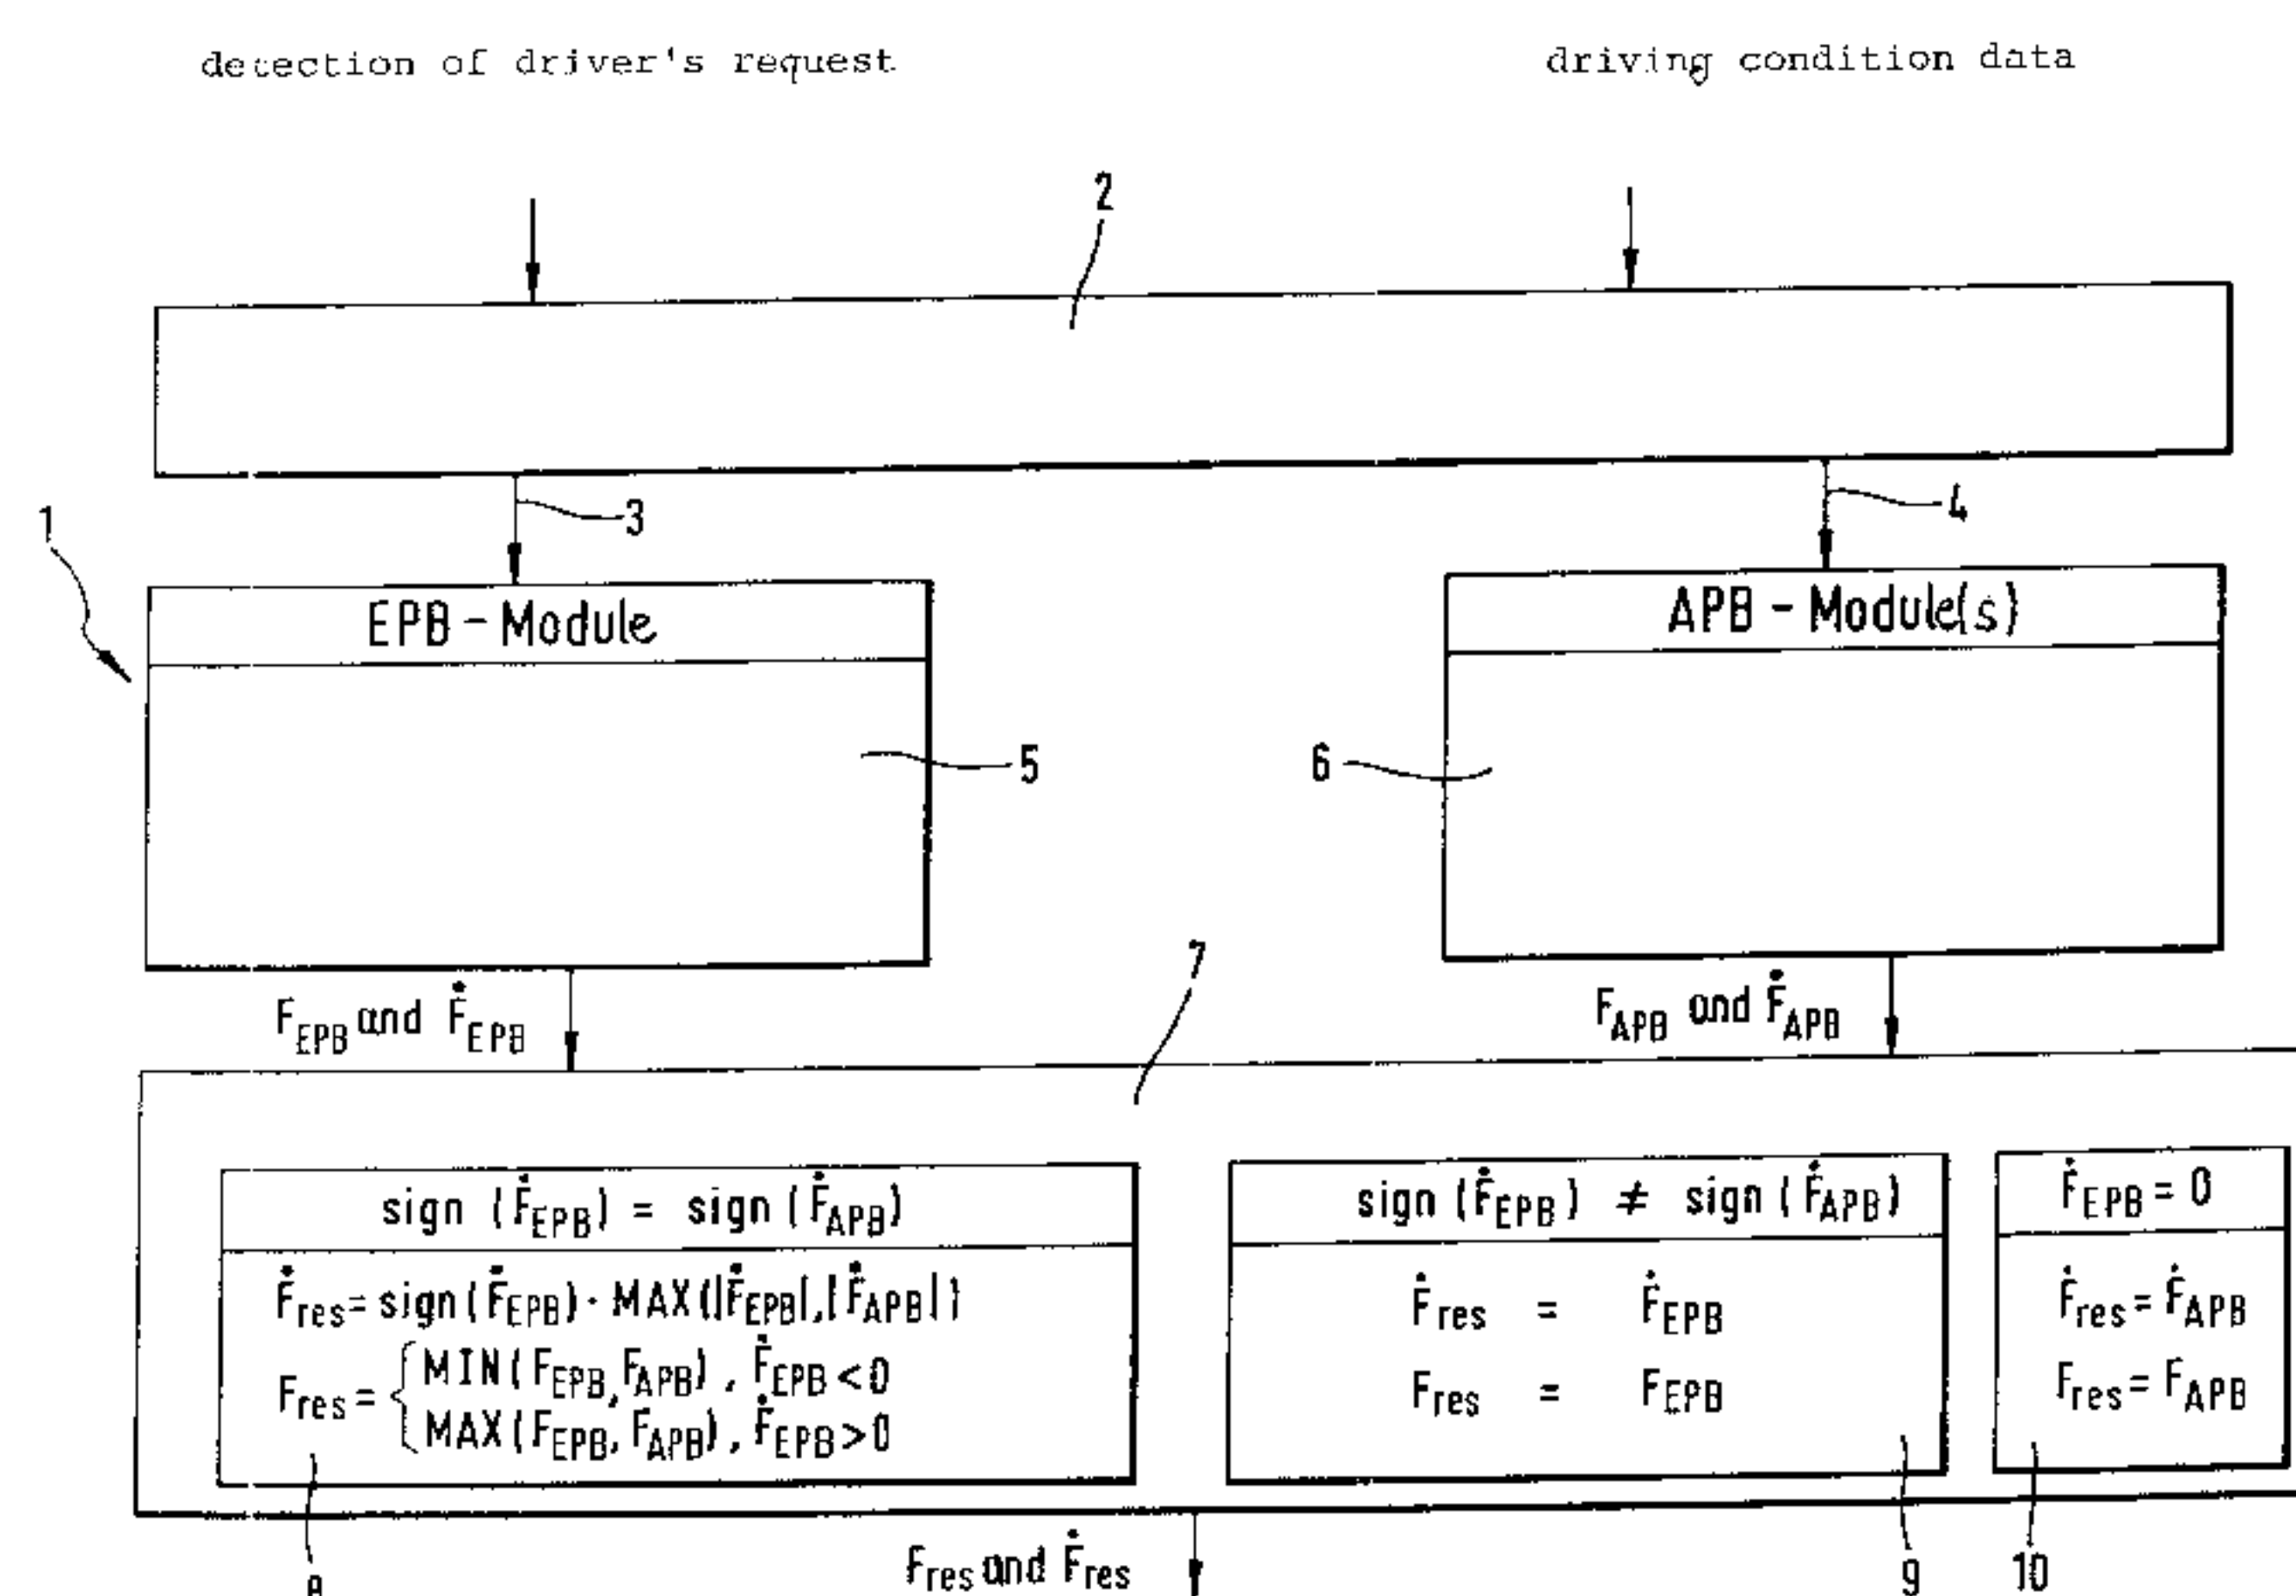 detection of driver's request
driving condition data
2
1
3
4
EPB - Module
APB - Module(s)
5
6
7
F_EPB and Ḟ_EPB
F_APB and Ḟ_APB
sign (Ḟ_EPB) = sign (Ḟ_APB)
Ḟ_res = sign(Ḟ_EPB) · MAX(|Ḟ_EPB|, |Ḟ_APB|)
F_res = { MIN(F_EPB, F_APB), Ḟ_EPB < 0
MAX(F_EPB, F_APB), Ḟ_EPB > 0
sign (Ḟ_EPB) ≠ sign (Ḟ_APB)
Ḟ_res = Ḟ_EPB
F_res = F_EPB
Ḟ_EPB = 0
Ḟ_res = Ḟ_APB
F_res = F_APB
F_res and Ḟ_res
9
10